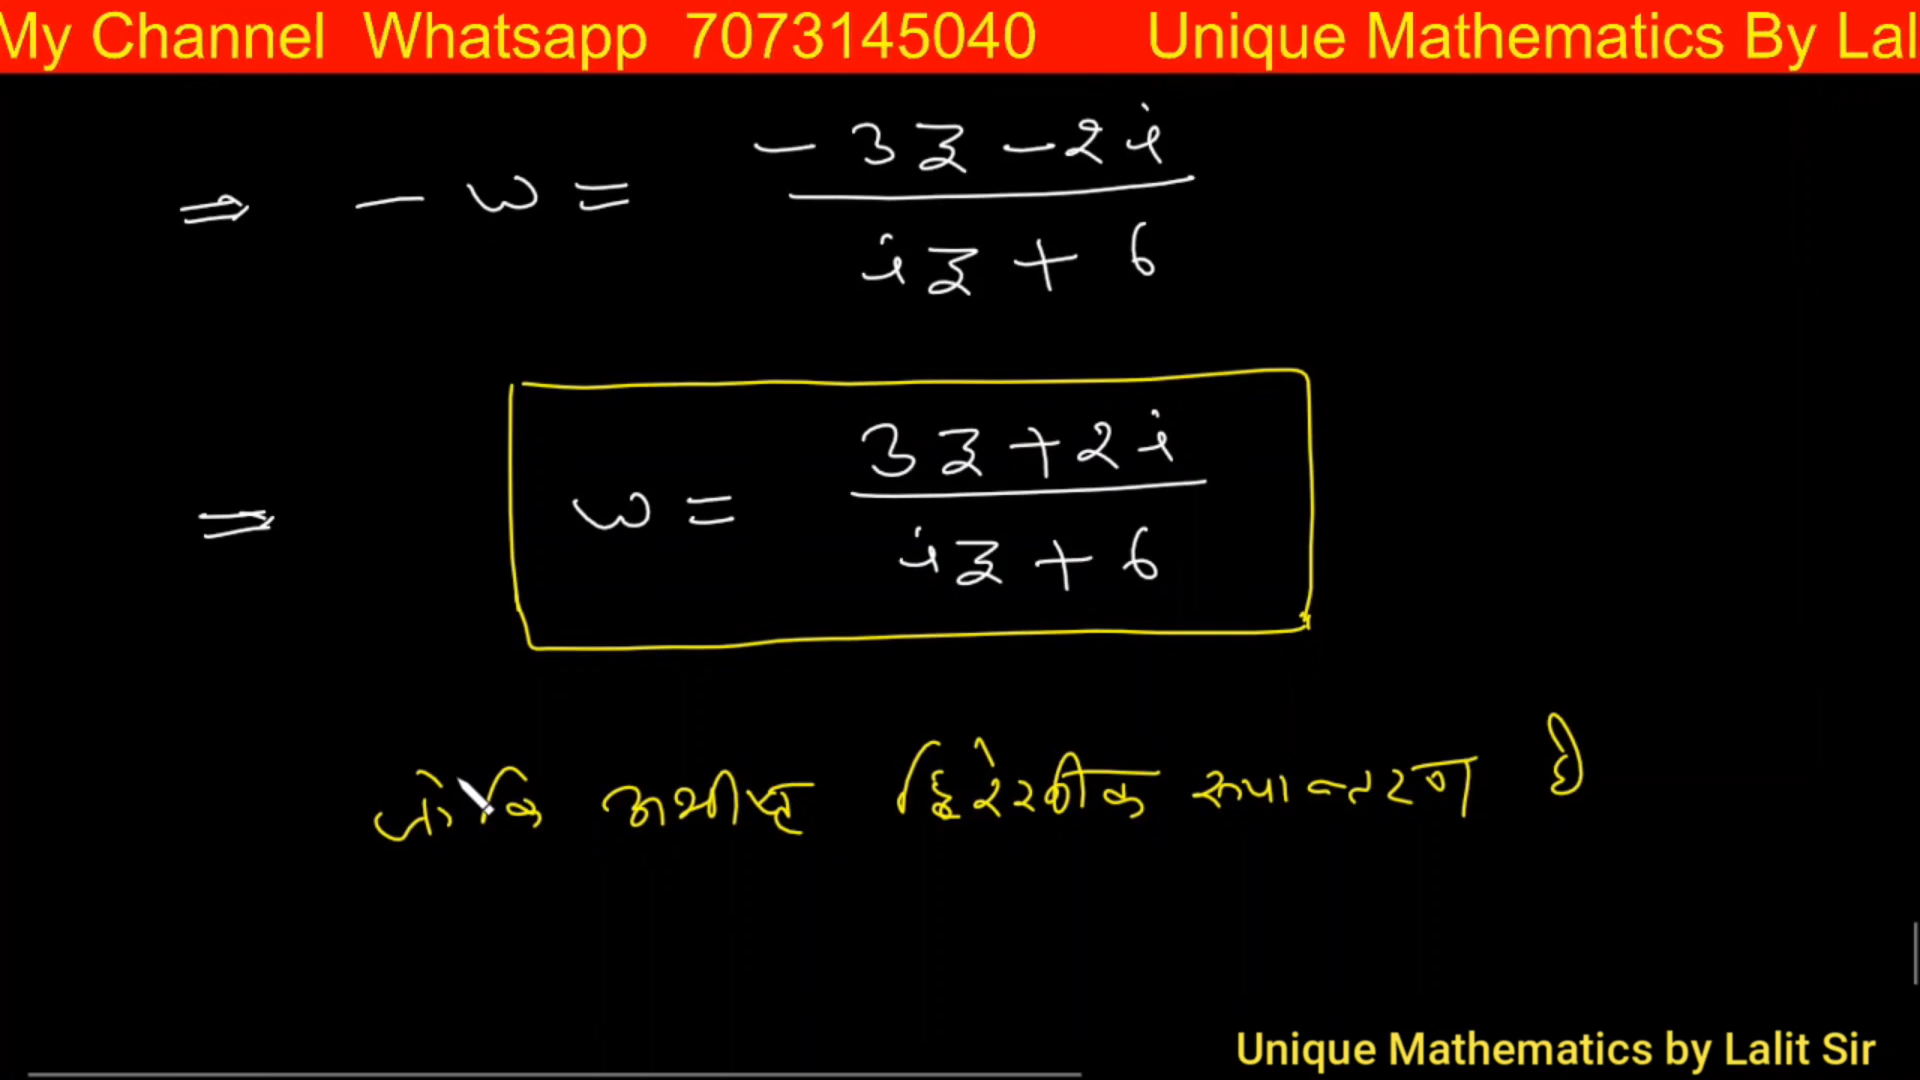 My Channel Whatsapp 7073145040 Unique Mathematics By Lal
⇒ - w = (-3z - 2i) / (iz + 6)
⇒ w = (3z + 2i) / (iz + 6)
जो कि अभीष्ट द्विरेखीक रूपान्तरण है
Unique Mathematics by Lalit Sir